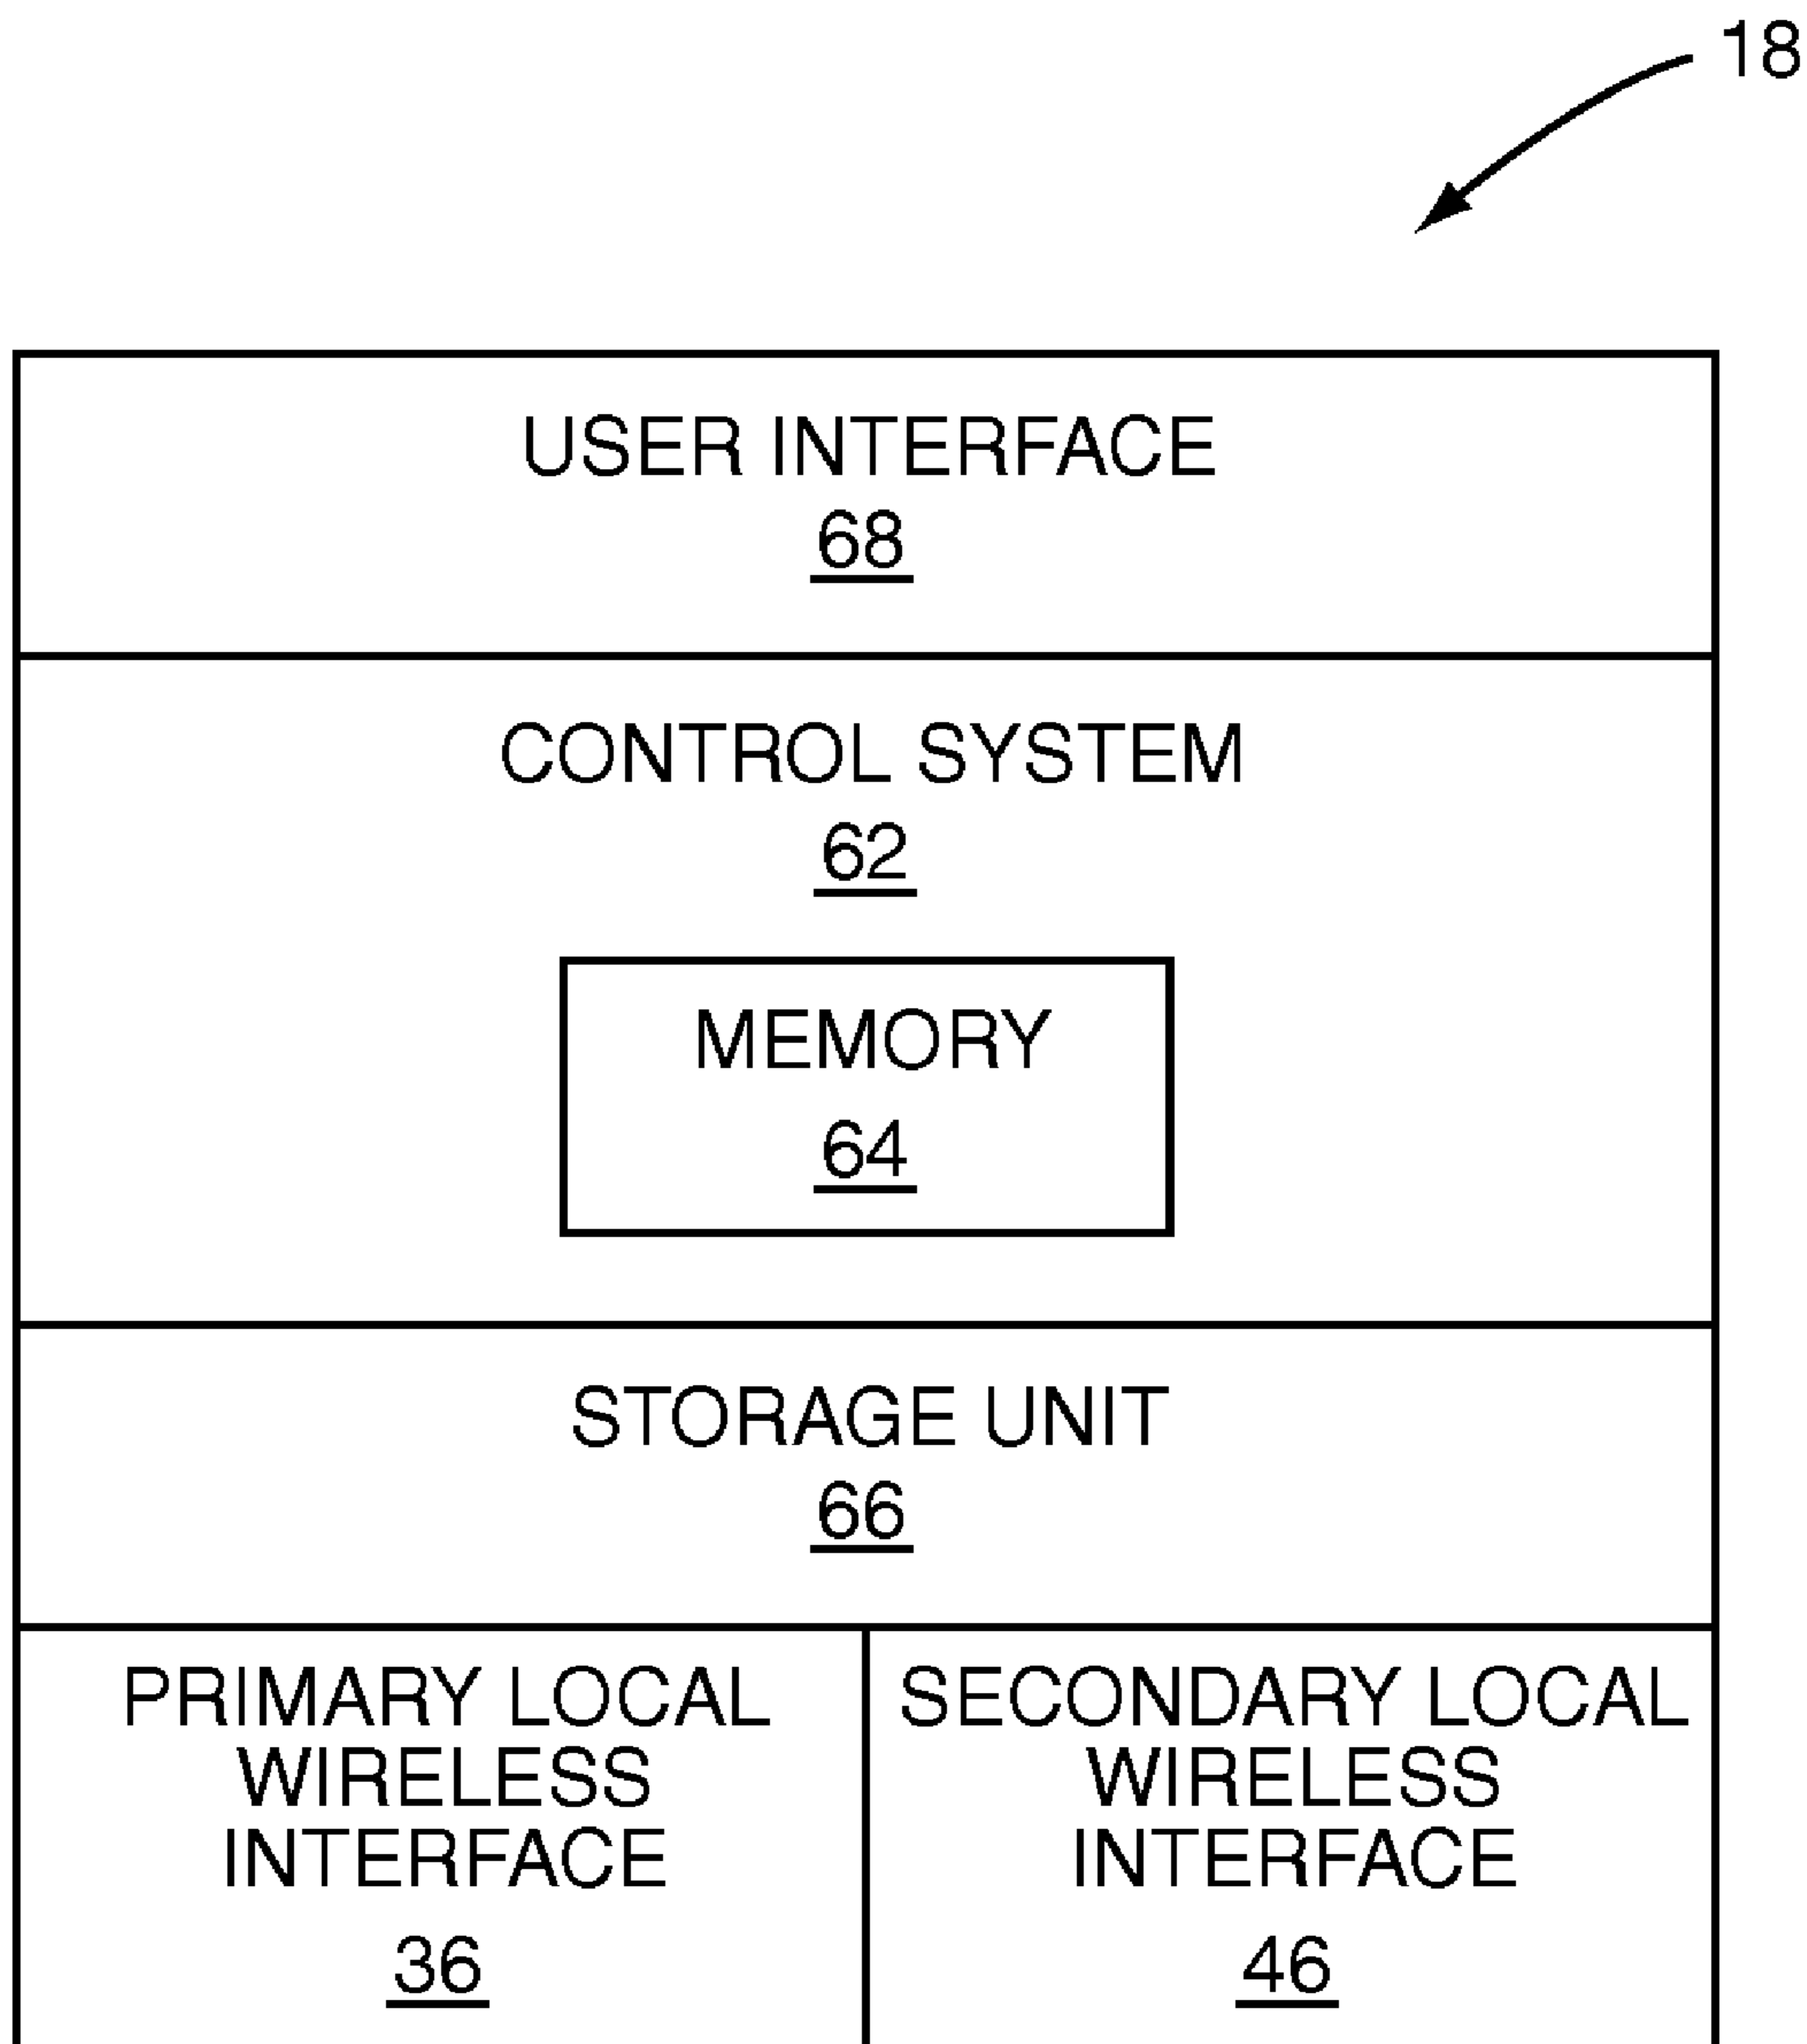 18
USER INTERFACE
68
CONTROL SYSTEM
62
MEMORY
64
STORAGE UNIT
66
PRIMARY LOCAL
WIRELESS
INTERFACE
36
SECONDARY LOCAL
WIRELESS
INTERFACE
46